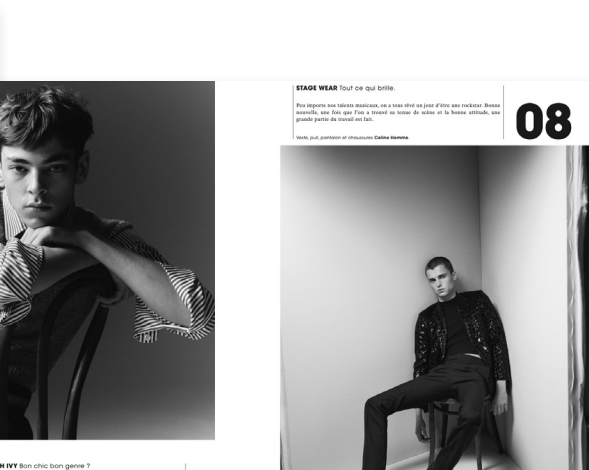 STAGE WEAR Tout ce qui brille.
Peu importe nos talents musicaux, on a tous rêvé un jour d'être une rockstar. Bonne
nouvelle, une fois que l'on a trouvé sa tenue de scène et la bonne attitude, une
grande partie du travail est fait.
Veste, pull, pantalon et chaussures Celine Homme.
08
H IVY Bon chic bon genre ?